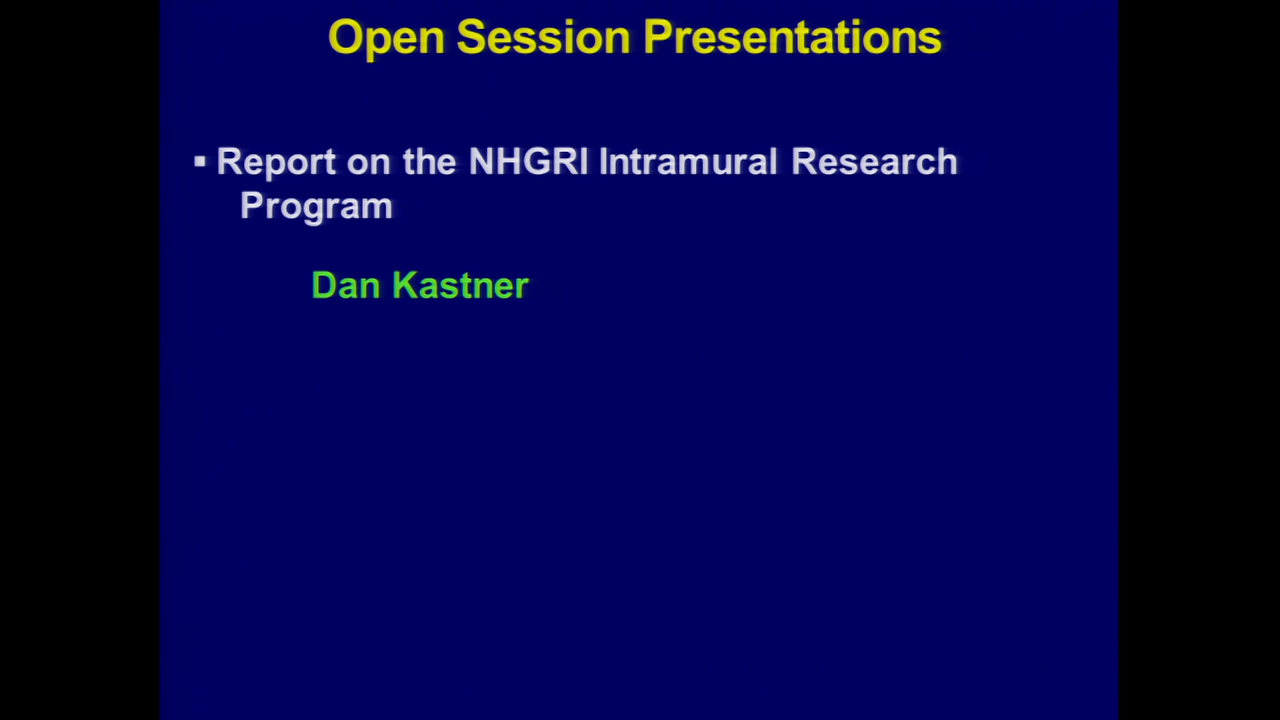 Open Session Presentations
▪ Report on the NHGRI Intramural Research
Program
Dan Kastner